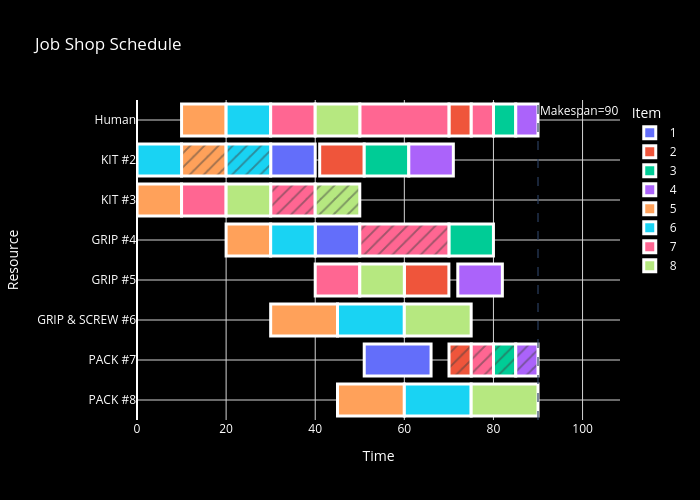 Job Shop Schedule
Makespan=90
Human
KIT #2
KIT #3
GRIP #4
GRIP #5
GRIP & SCREW #6
PACK #7
PACK #8
Resource
0 20 40 60 80 100
Time
Item
1
2
3
4
5
6
7
8